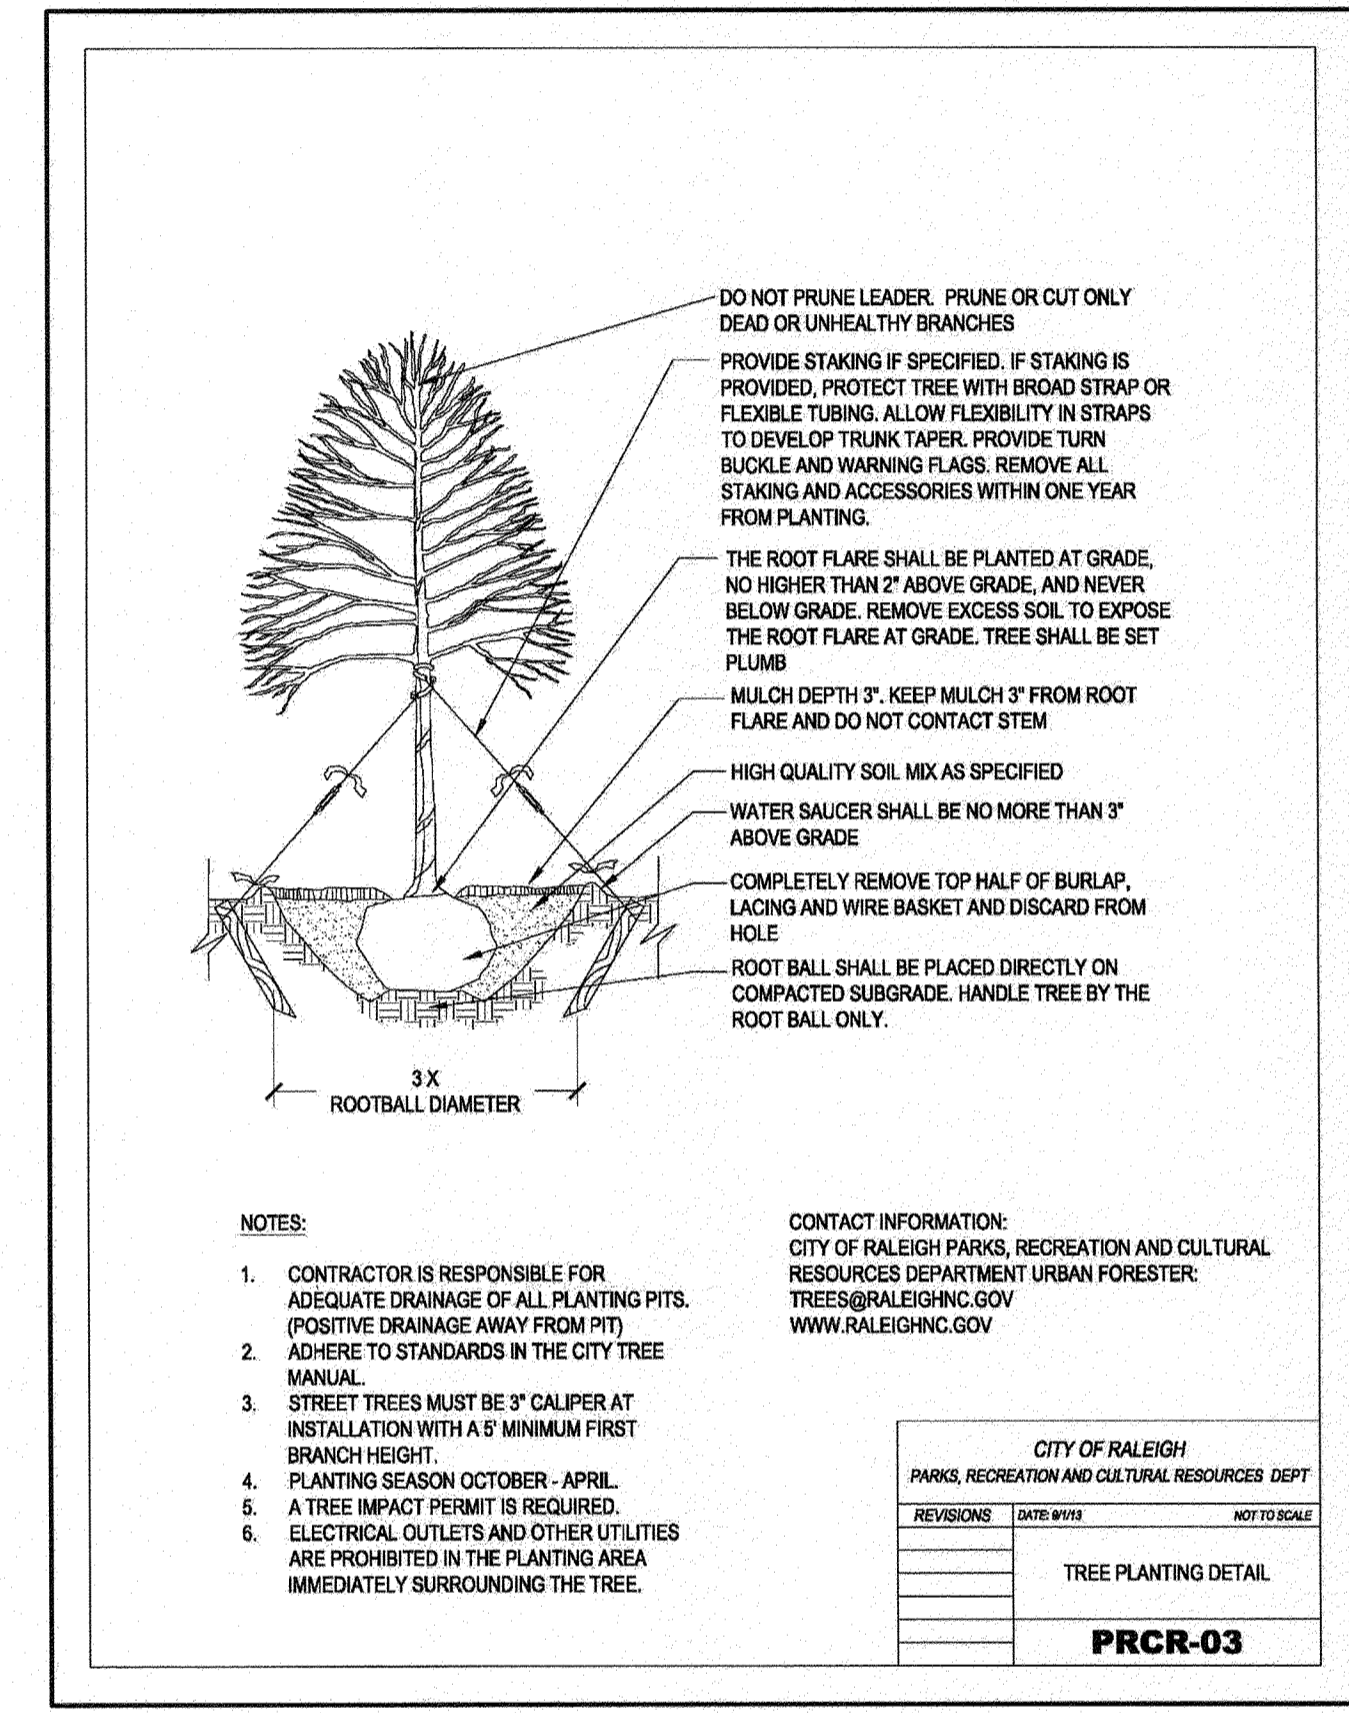 DO NOT PRUNE LEADER. PRUNE OR CUT ONLY
DEAD OR UNHEALTHY BRANCHES
PROVIDE STAKING IF SPECIFIED. IF STAKING IS
PROVIDED, PROTECT TREE WITH BROAD STRAP OR
FLEXIBLE TUBING. ALLOW FLEXIBILITY IN STRAPS
TO DEVELOP TRUNK TAPER. PROVIDE TURN
BUCKLE AND WARNING FLAGS. REMOVE ALL
STAKING AND ACCESSORIES WITHIN ONE YEAR
FROM PLANTING.
THE ROOT FLARE SHALL BE PLANTED AT GRADE,
NO HIGHER THAN 2" ABOVE GRADE, AND NEVER
BELOW GRADE. REMOVE EXCESS SOIL TO EXPOSE
THE ROOT FLARE AT GRADE. TREE SHALL BE SET
PLUMB
MULCH DEPTH 3". KEEP MULCH 3" FROM ROOT
FLARE AND DO NOT CONTACT STEM
HIGH QUALITY SOIL MIX AS SPECIFIED
WATER SAUCER SHALL BE NO MORE THAN 3"
ABOVE GRADE
COMPLETELY REMOVE TOP HALF OF BURLAP,
LACING AND WIRE BASKET AND DISCARD FROM
HOLE
ROOT BALL SHALL BE PLACED DIRECTLY ON
COMPACTED SUBGRADE. HANDLE TREE BY THE
ROOT BALL ONLY.
3 X
ROOTBALL DIAMETER
NOTES:
1. CONTRACTOR IS RESPONSIBLE FOR
ADEQUATE DRAINAGE OF ALL PLANTING PITS.
(POSITIVE DRAINAGE AWAY FROM PIT)
2. ADHERE TO STANDARDS IN THE CITY TREE
MANUAL.
3. STREET TREES MUST BE 3" CALIPER AT
INSTALLATION WITH A 5' MINIMUM FIRST
BRANCH HEIGHT.
4. PLANTING SEASON OCTOBER - APRIL.
5. A TREE IMPACT PERMIT IS REQUIRED.
6. ELECTRICAL OUTLETS AND OTHER UTILITIES
ARE PROHIBITED IN THE PLANTING AREA
IMMEDIATELY SURROUNDING THE TREE.
CONTACT INFORMATION:
CITY OF RALEIGH PARKS, RECREATION AND CULTURAL
RESOURCES DEPARTMENT URBAN FORESTER:
TREES@RALEIGHNC.GOV
WWW.RALEIGHNC.GOV
CITY OF RALEIGH
PARKS, RECREATION AND CULTURAL RESOURCES DEPT
REVISIONS DATE: 9/1/13 NOT TO SCALE
TREE PLANTING DETAIL
PRCR-03